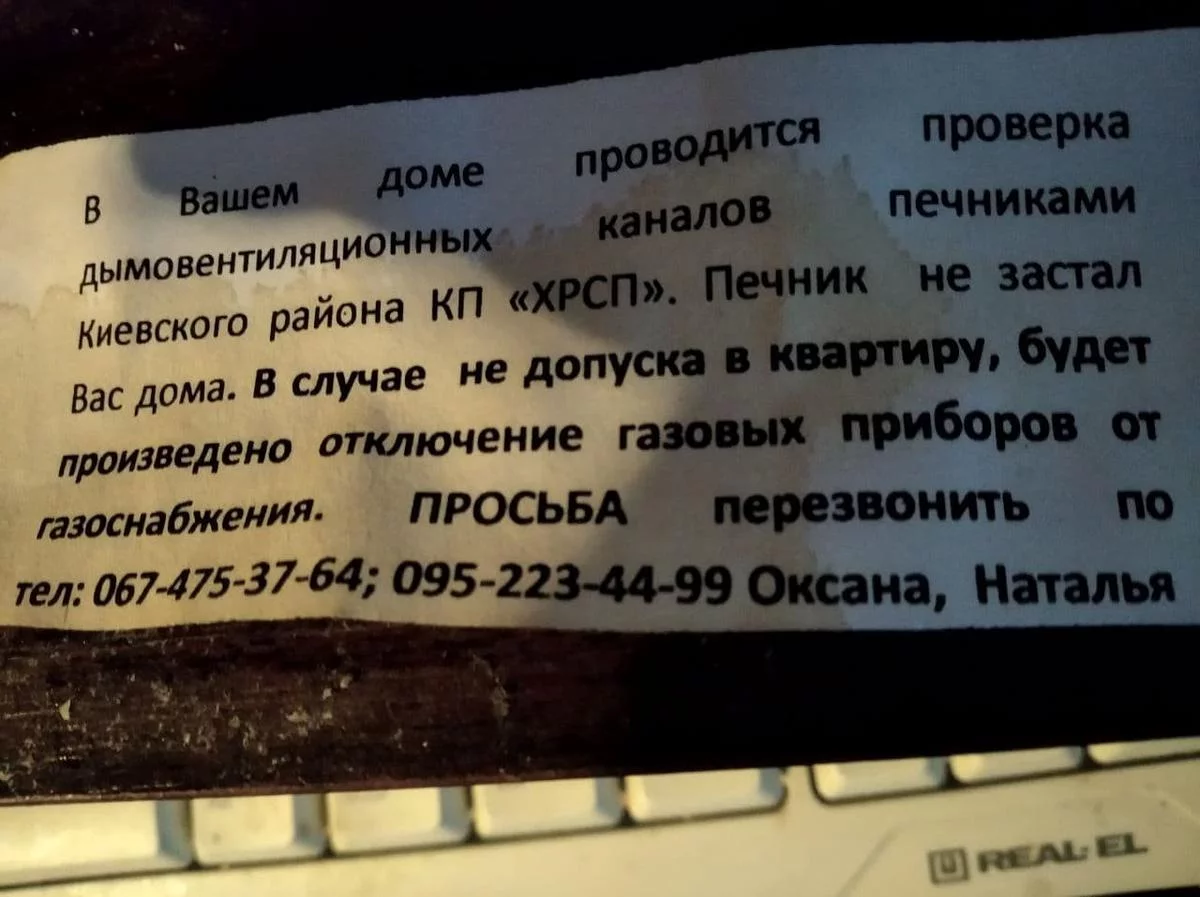 В Вашем доме проводится проверка
дымовентиляционных каналов печниками
Киевского района КП «ХРСП». Печник не застал
Вас дома. В случае не допуска в квартиру, будет
произведено отключение газовых приборов от
газоснабжения. ПРОСЬБА перезвонить по
тел: 067-475-37-64; 095-223-44-99 Оксана, Наталья
REAL-EL